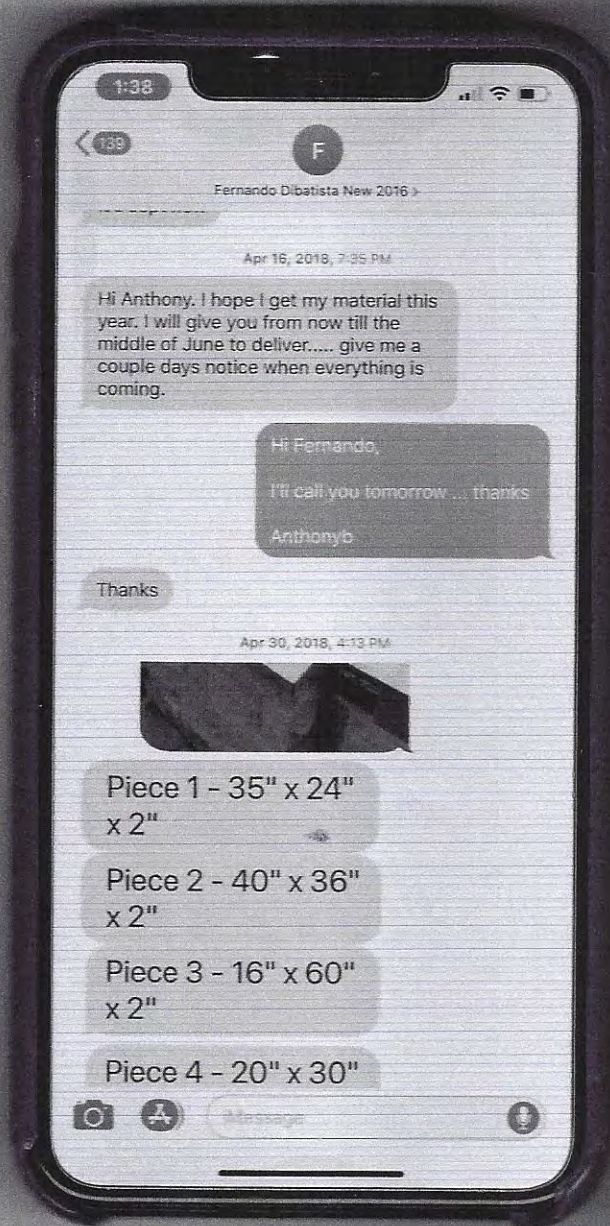 1:38
139
F
Fernando Dibatista New 2016 >
Apr 16, 2018, 7:35 PM
Hi Anthony. I hope I get my material this
year. I will give you from now till the
middle of June to deliver..... give me a
couple days notice when everything is
coming.
Hi Fernando,
I'll call you tomorrow ... thanks
Anthonyb
Thanks
Apr 30, 2018, 4:13 PM
Piece 1 - 35" x 24"
x 2"
Piece 2 - 40" x 36"
x 2"
Piece 3 - 16" x 60"
x 2"
Piece 4 - 20" x 30"
iMessage